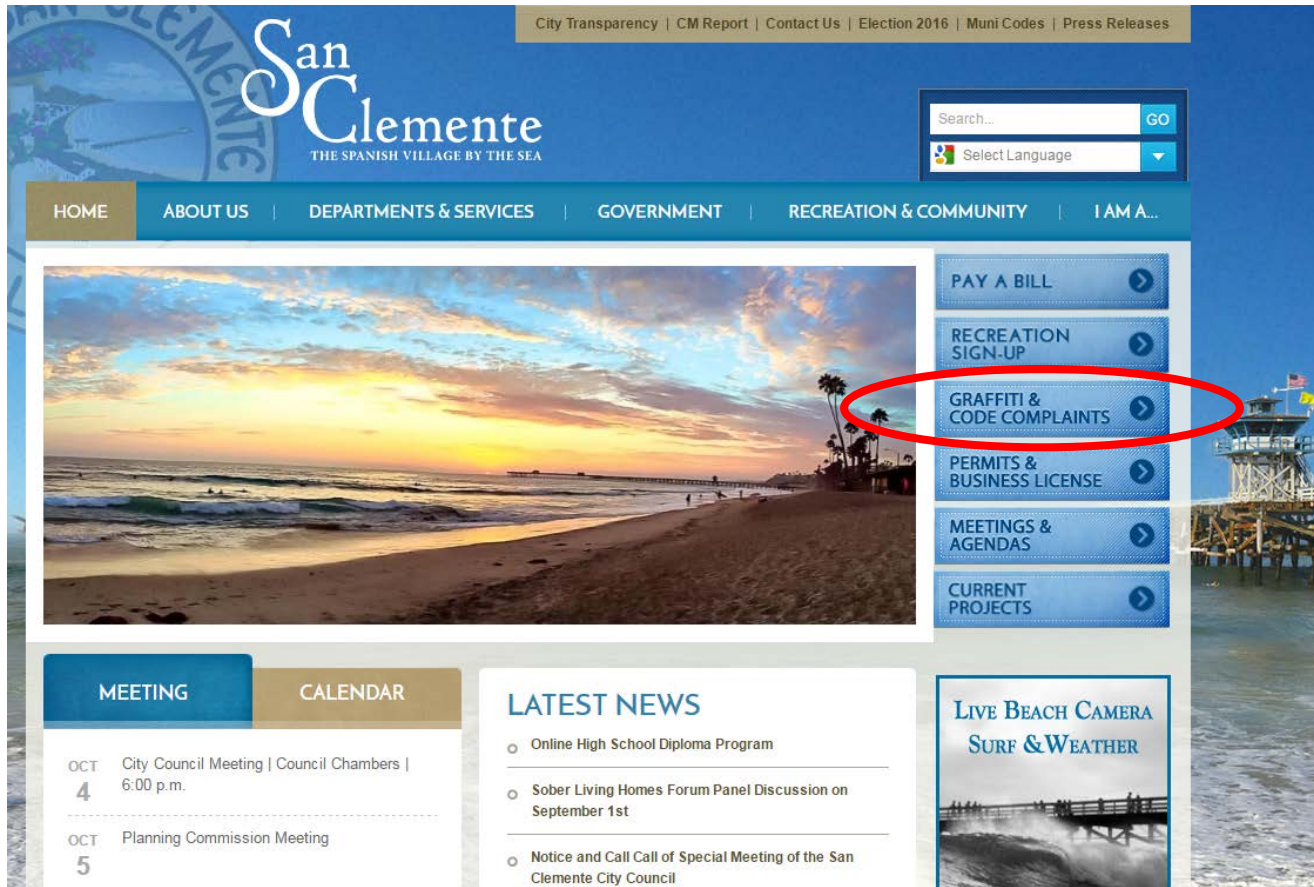 SAN CLEMENTE
City Transparency | CM Report | Contact Us | Election 2016 | Muni Codes | Press Releases
San
Clemente
THE SPANISH VILLAGE BY THE SEA
Search...
GO
Select Language
HOME
ABOUT US |
DEPARTMENTS & SERVICES |
GOVERNMENT |
RECREATION & COMMUNITY |
I AM A...
PAY A BILL
RECREATION
SIGN-UP
GRAFFITI &
CODE COMPLAINTS
PERMITS &
BUSINESS LICENSE
MEETINGS &
AGENDAS
CURRENT
PROJECTS
MEETING
CALENDAR
OCT
4
City Council Meeting | Council Chambers |
6:00 p.m.
OCT
5
Planning Commission Meeting
LATEST NEWS
Online High School Diploma Program
Sober Living Homes Forum Panel Discussion on
September 1st
Notice and Call Call of Special Meeting of the San
Clemente City Council
LIVE BEACH CAMERA
SURF & WEATHER